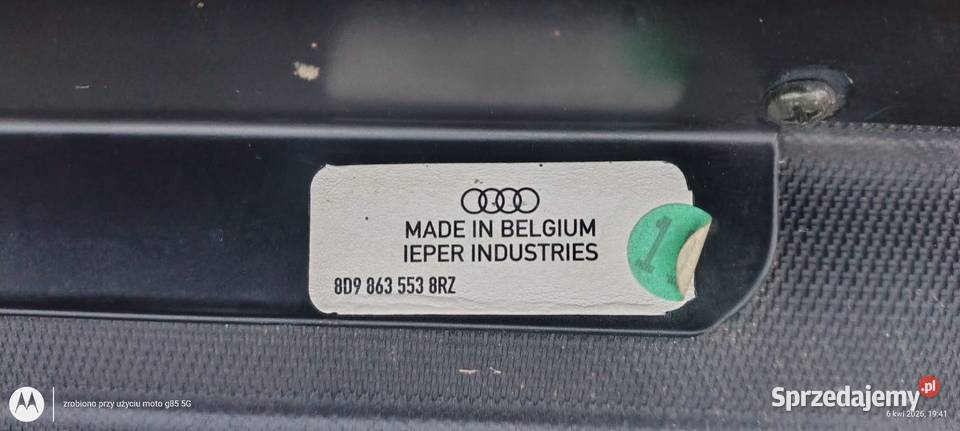 MADE IN BELGIUM
IEPER INDUSTRIES
8D9 863 553 8RZ
1
zrobiono przy użyciu moto g85 5G
Sprzedajemy.pl
6 kwi 2026, 19:41